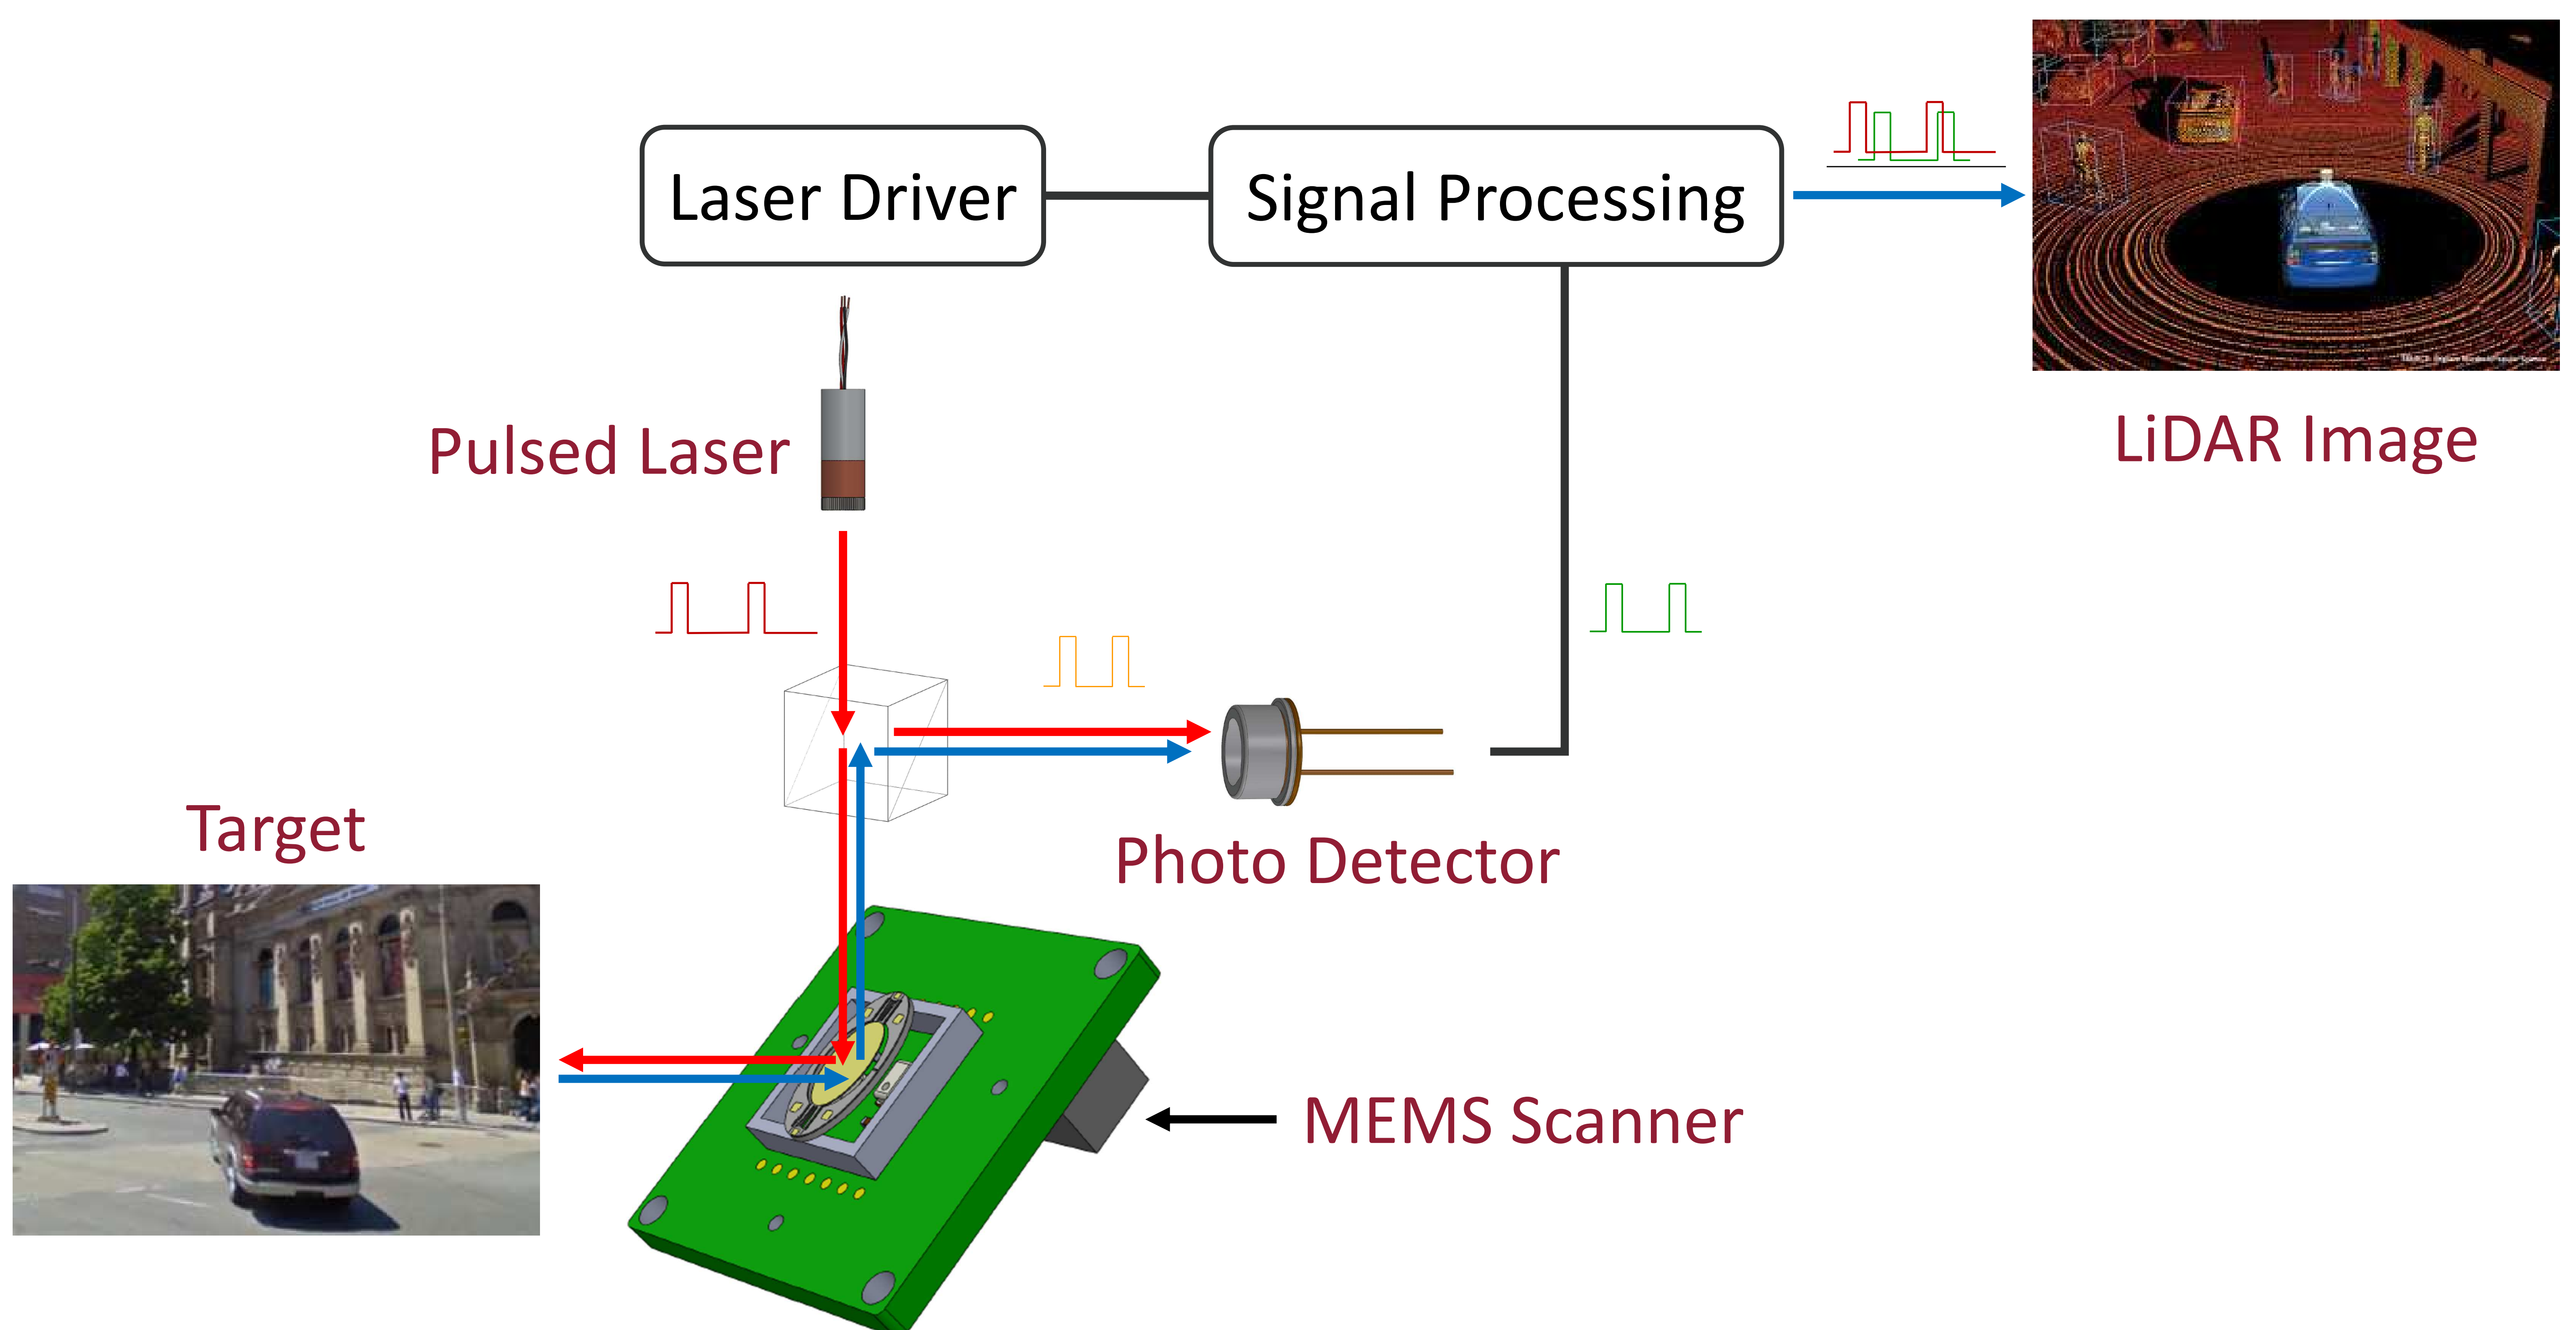 Laser Driver
Signal Processing
Pulsed Laser
LiDAR Image
Target
Photo Detector
MEMS Scanner